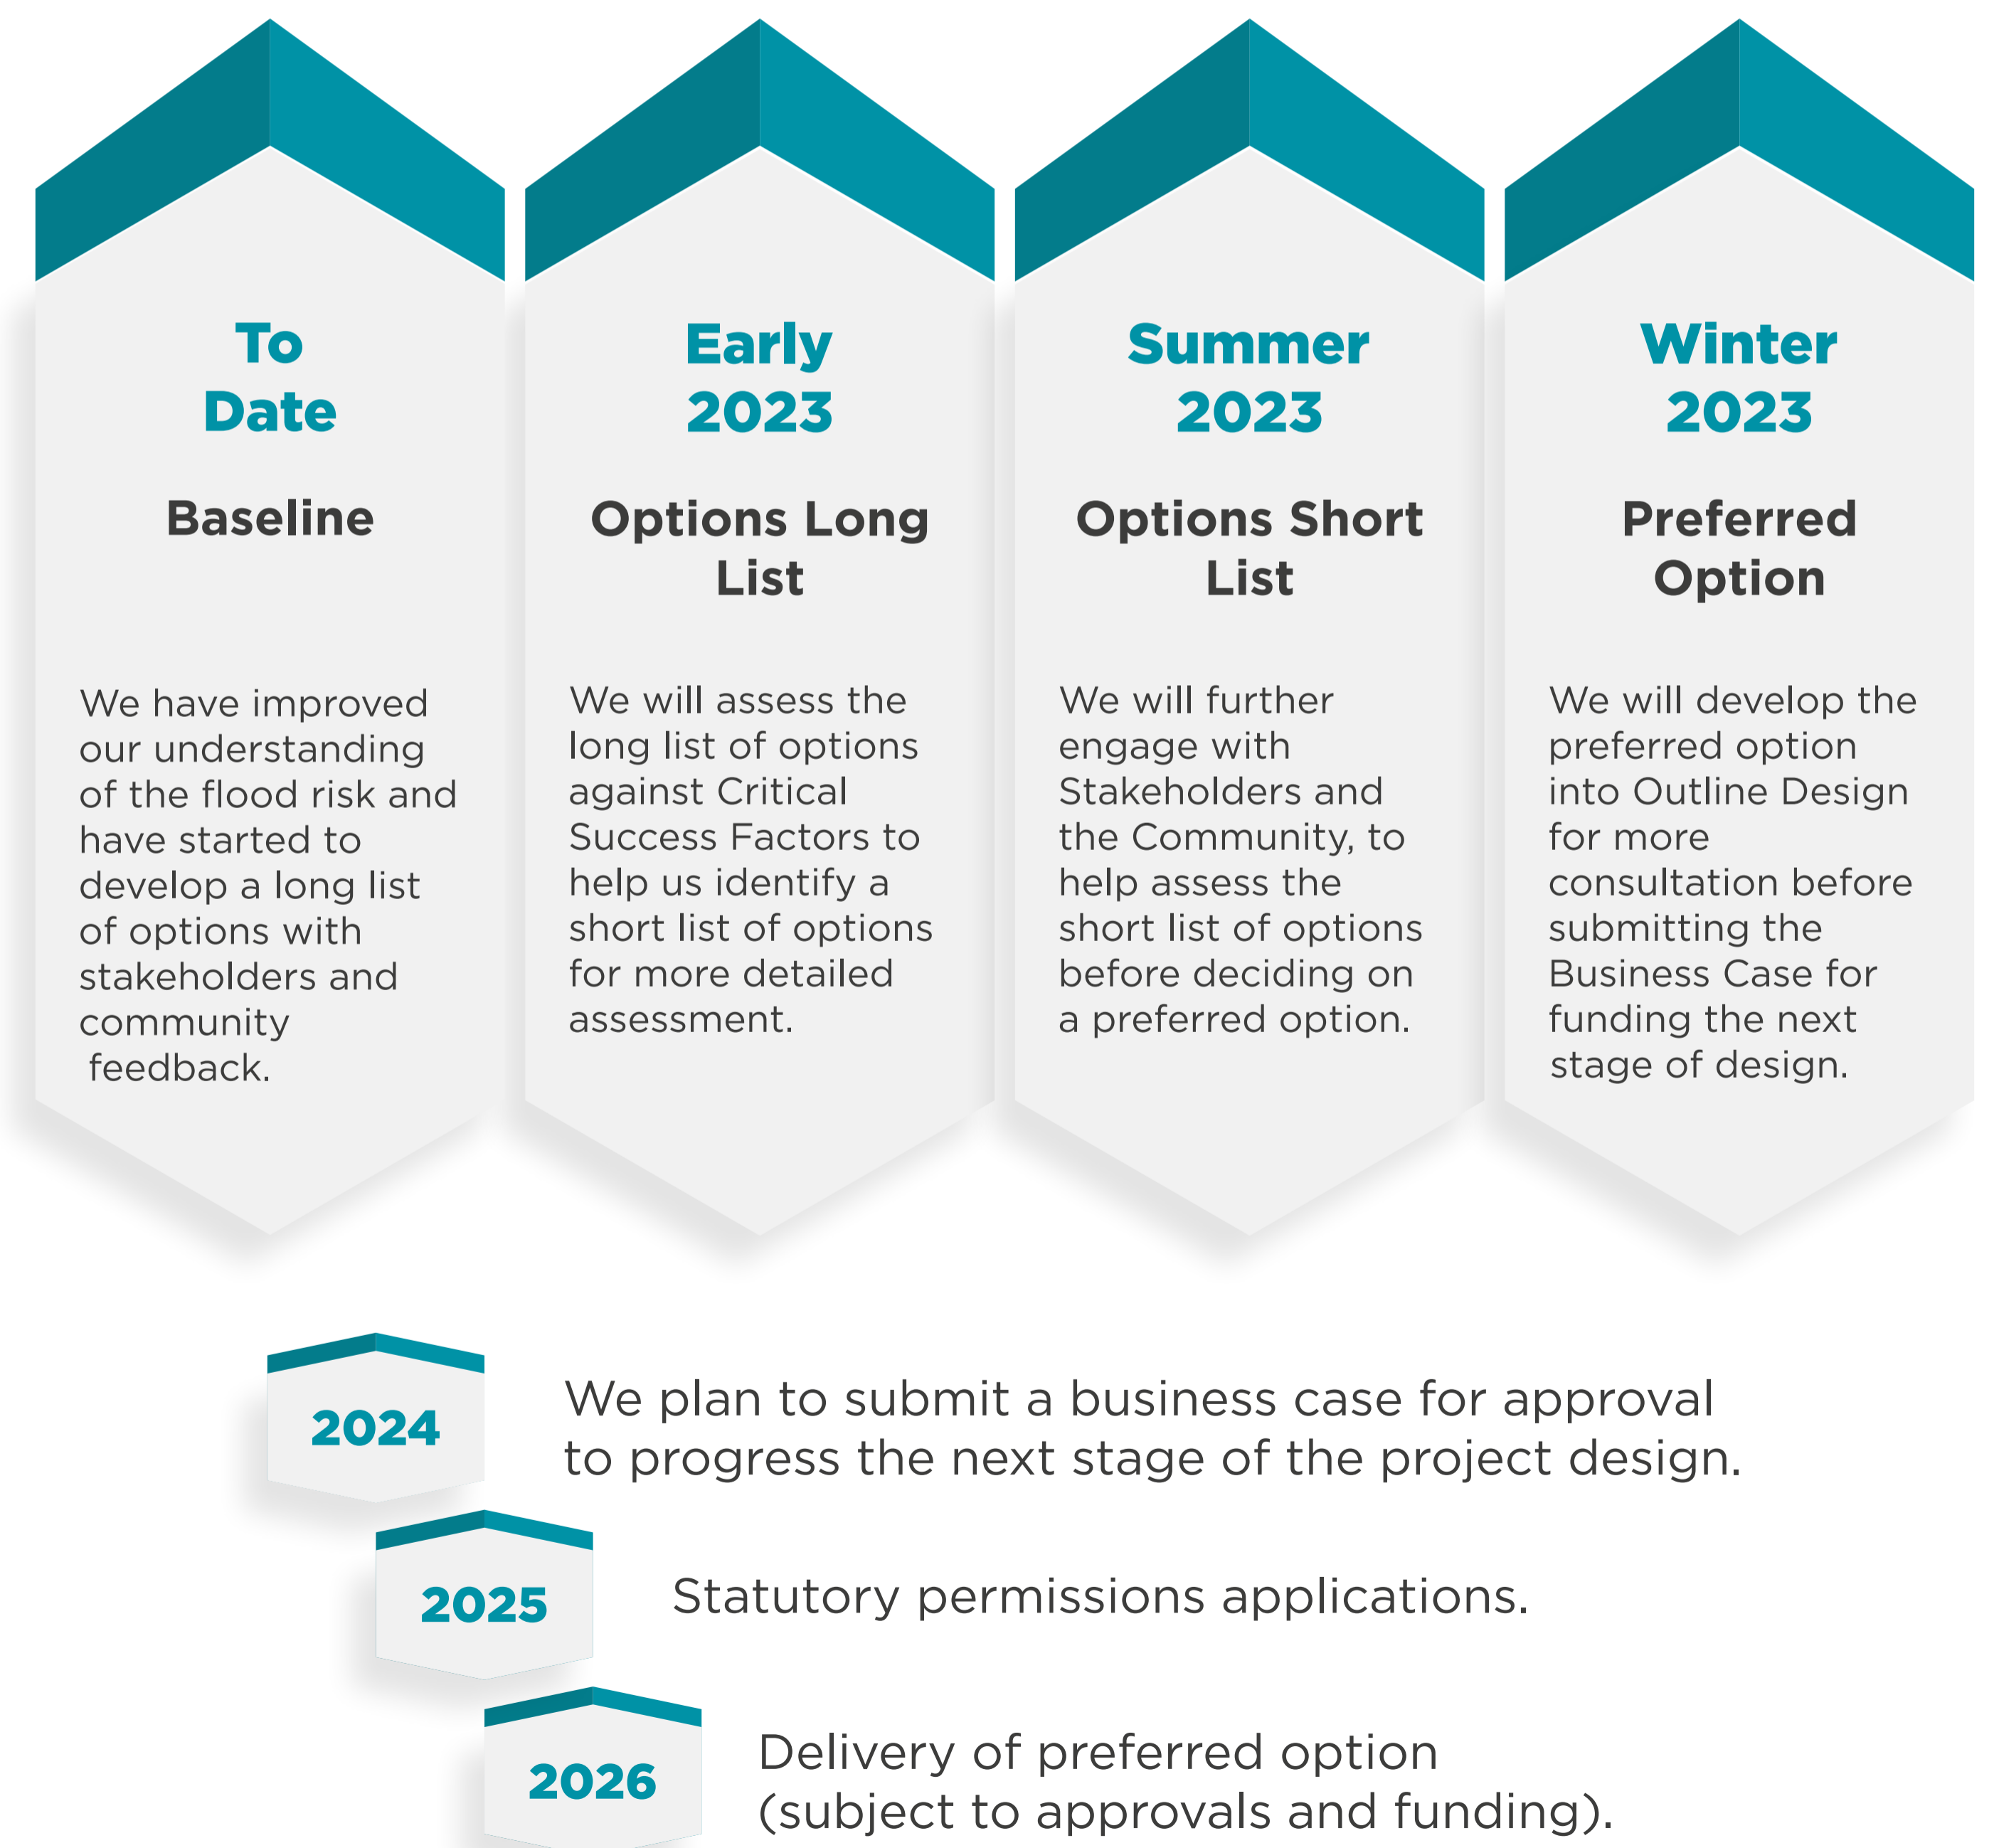 To
Date
Baseline
We have improved
our understanding
of the flood risk and
have started to
develop a long list
of options with
stakeholders and
community
feedback.
Early
2023
Options Long
List
We will assess the
long list of options
against Critical
Success Factors to
help us identify a
short list of options
for more detailed
assessment.
Summer
2023
Options Short
List
We will further
engage with
Stakeholders and
the Community, to
help assess the
short list of options
before deciding on
a preferred option.
Winter
2023
Preferred
Option
We will develop the
preferred option
into Outline Design
for more
consultation before
submitting the
Business Case for
funding the next
stage of design.
2024
We plan to submit a business case for approval
to progress the next stage of the project design.
2025
Statutory permissions applications.
2026
Delivery of preferred option
(subject to approvals and funding).